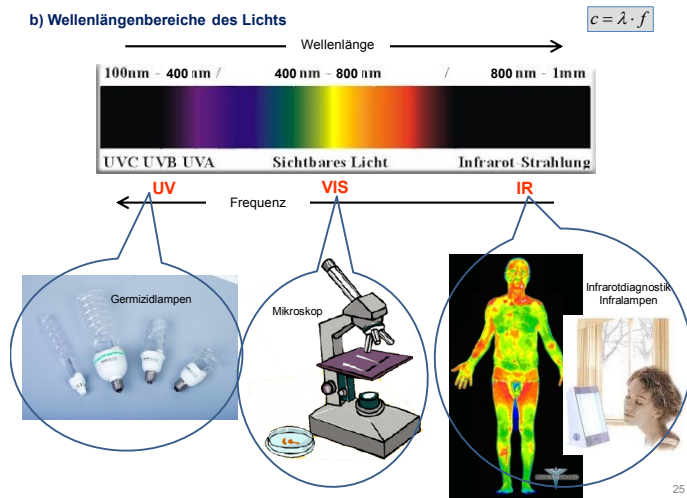 b) Wellenlängenbereiche des Lichts
c = λ · f
Wellenlänge
100nm - 400 nm / 400 nm - 800 nm / 800 nm - 1mm
UVC UVB UVA Sichtbares Licht Infrarot-Strahlung
UV VIS IR
Frequenz
Germizidlampen
Mikroskop
Infrarotdiagnostik
Infralampen
25